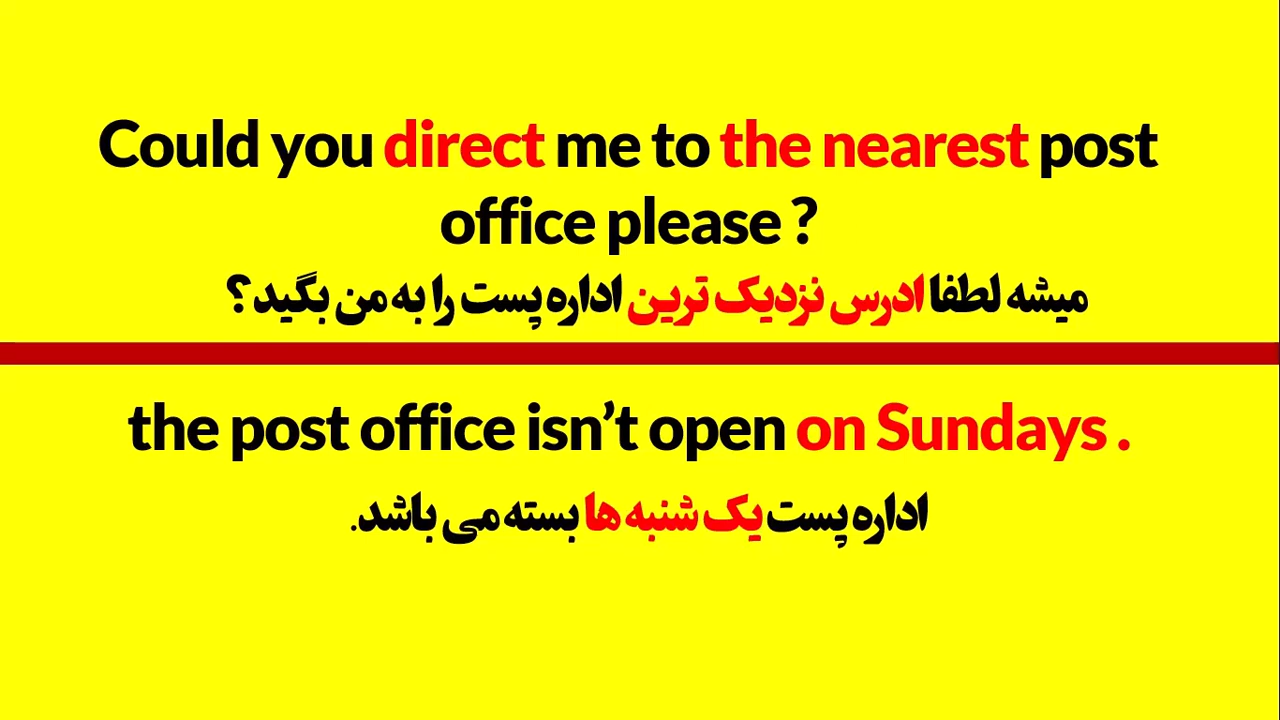 Could you direct me to the nearest post
office please ?
میشه لطفا ادرس نزدیک ترین اداره پست را به من بگید؟
the post office isn’t open on Sundays .
اداره پست یک شنبه ها بسته می باشد.